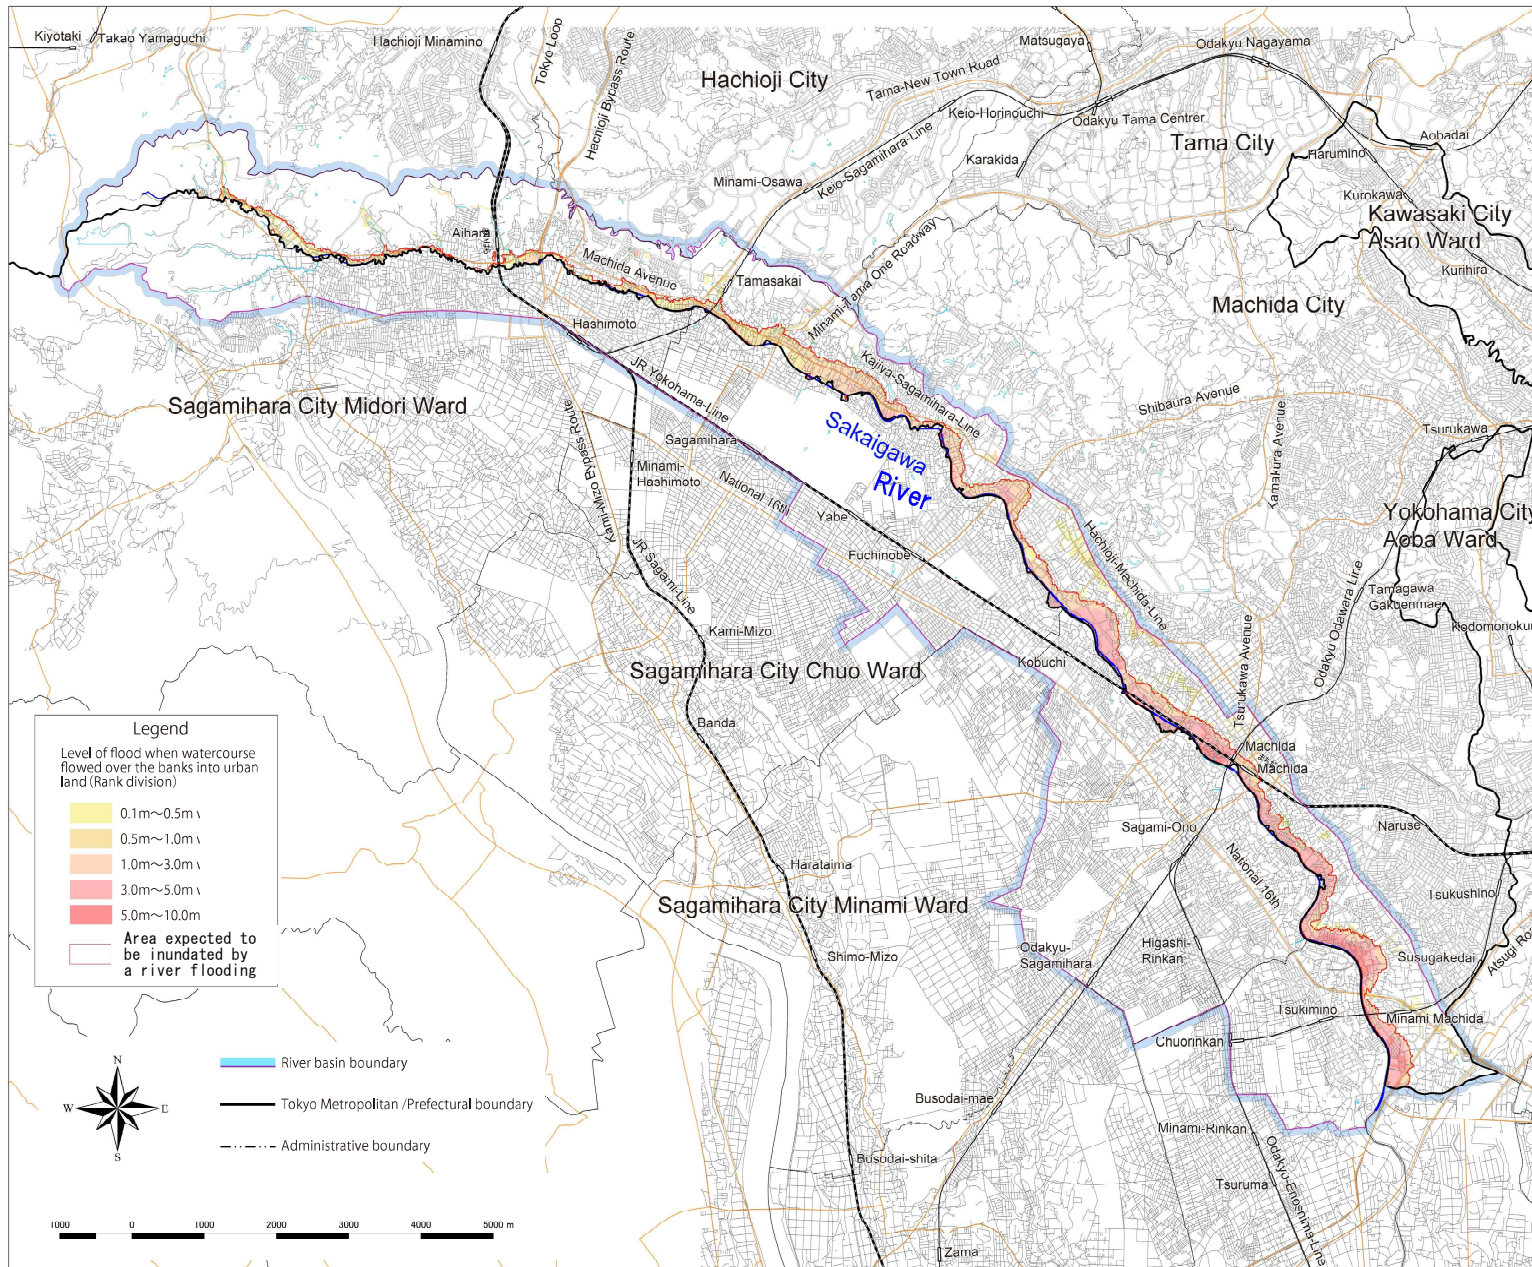 Kiyotaki
Takao Yamaguchi
Hachioji Minamino
Tokyo Loop
Hachioji Bypass Route
Hachioji City
Matsugaya
Odakyu Nagayama
Tama-New Town Road
Keio-Horinouchi
Odakyu Tama Centrer
Tama City
Aobadai
Harumino
Karakida
Minami-Osawa
Keio-Sagamihara-Line
Kurokawa
Kawasaki City
Asao Ward
Kurihira
Aihara
Machida Avenue
Tamasakai
Minami-Tama One Roadway
Machida City
Hashimoto
JR Yokohama-Line
Kajiya-Sagamihara-Line
Sagamihara City Midori Ward
Shibaura Avenue
Kamakura Avenue
Tsurukawa
Sakaigawa
River
Sagamihara
Minami-
Hashimoto
National 16th
Kami-Mizo Bypass Route
Yabe
Fuchinobe
Yokohama City
Aoba Ward
Hachioji-Machida-Line
JR Sagami-Line
Tamagawa
Gakuenmae
Kodomonokun
Kami-Mizo
Sagamihara City Chuo Ward
Kobuchi
Tsurukawa Avenue
Odakyu Odawara Line
Banda
Machida
Machida
Legend
Level of flood when watercourse
flowed over the banks into urban
land (Rank division)
0.1m～0.5m
0.5m～1.0m
1.0m～3.0m
3.0m～5.0m
5.0m～10.0m
Area expected to
be inundated by
a river flooding
Sagami-Ono
Naruse
National 16th
Harataima
Sagamihara City Minami Ward
Tsukushino
Shimo-Mizo
Odakyu-
Sagamihara
Higashi-
Rinkan
Susugakedai
Atsugi Ro
Tsukimino
Minami Machida
Chuorinkan
N
W
E
S
River basin boundary
Tokyo Metropolitan /Prefectural boundary
Administrative boundary
Busodai-mae
Minami-Rinkan
Busodai-shita
Odakyu-Enoshima-Line
Tsuruma
Zama
1000 0 1000 2000 3000 4000 5000 m